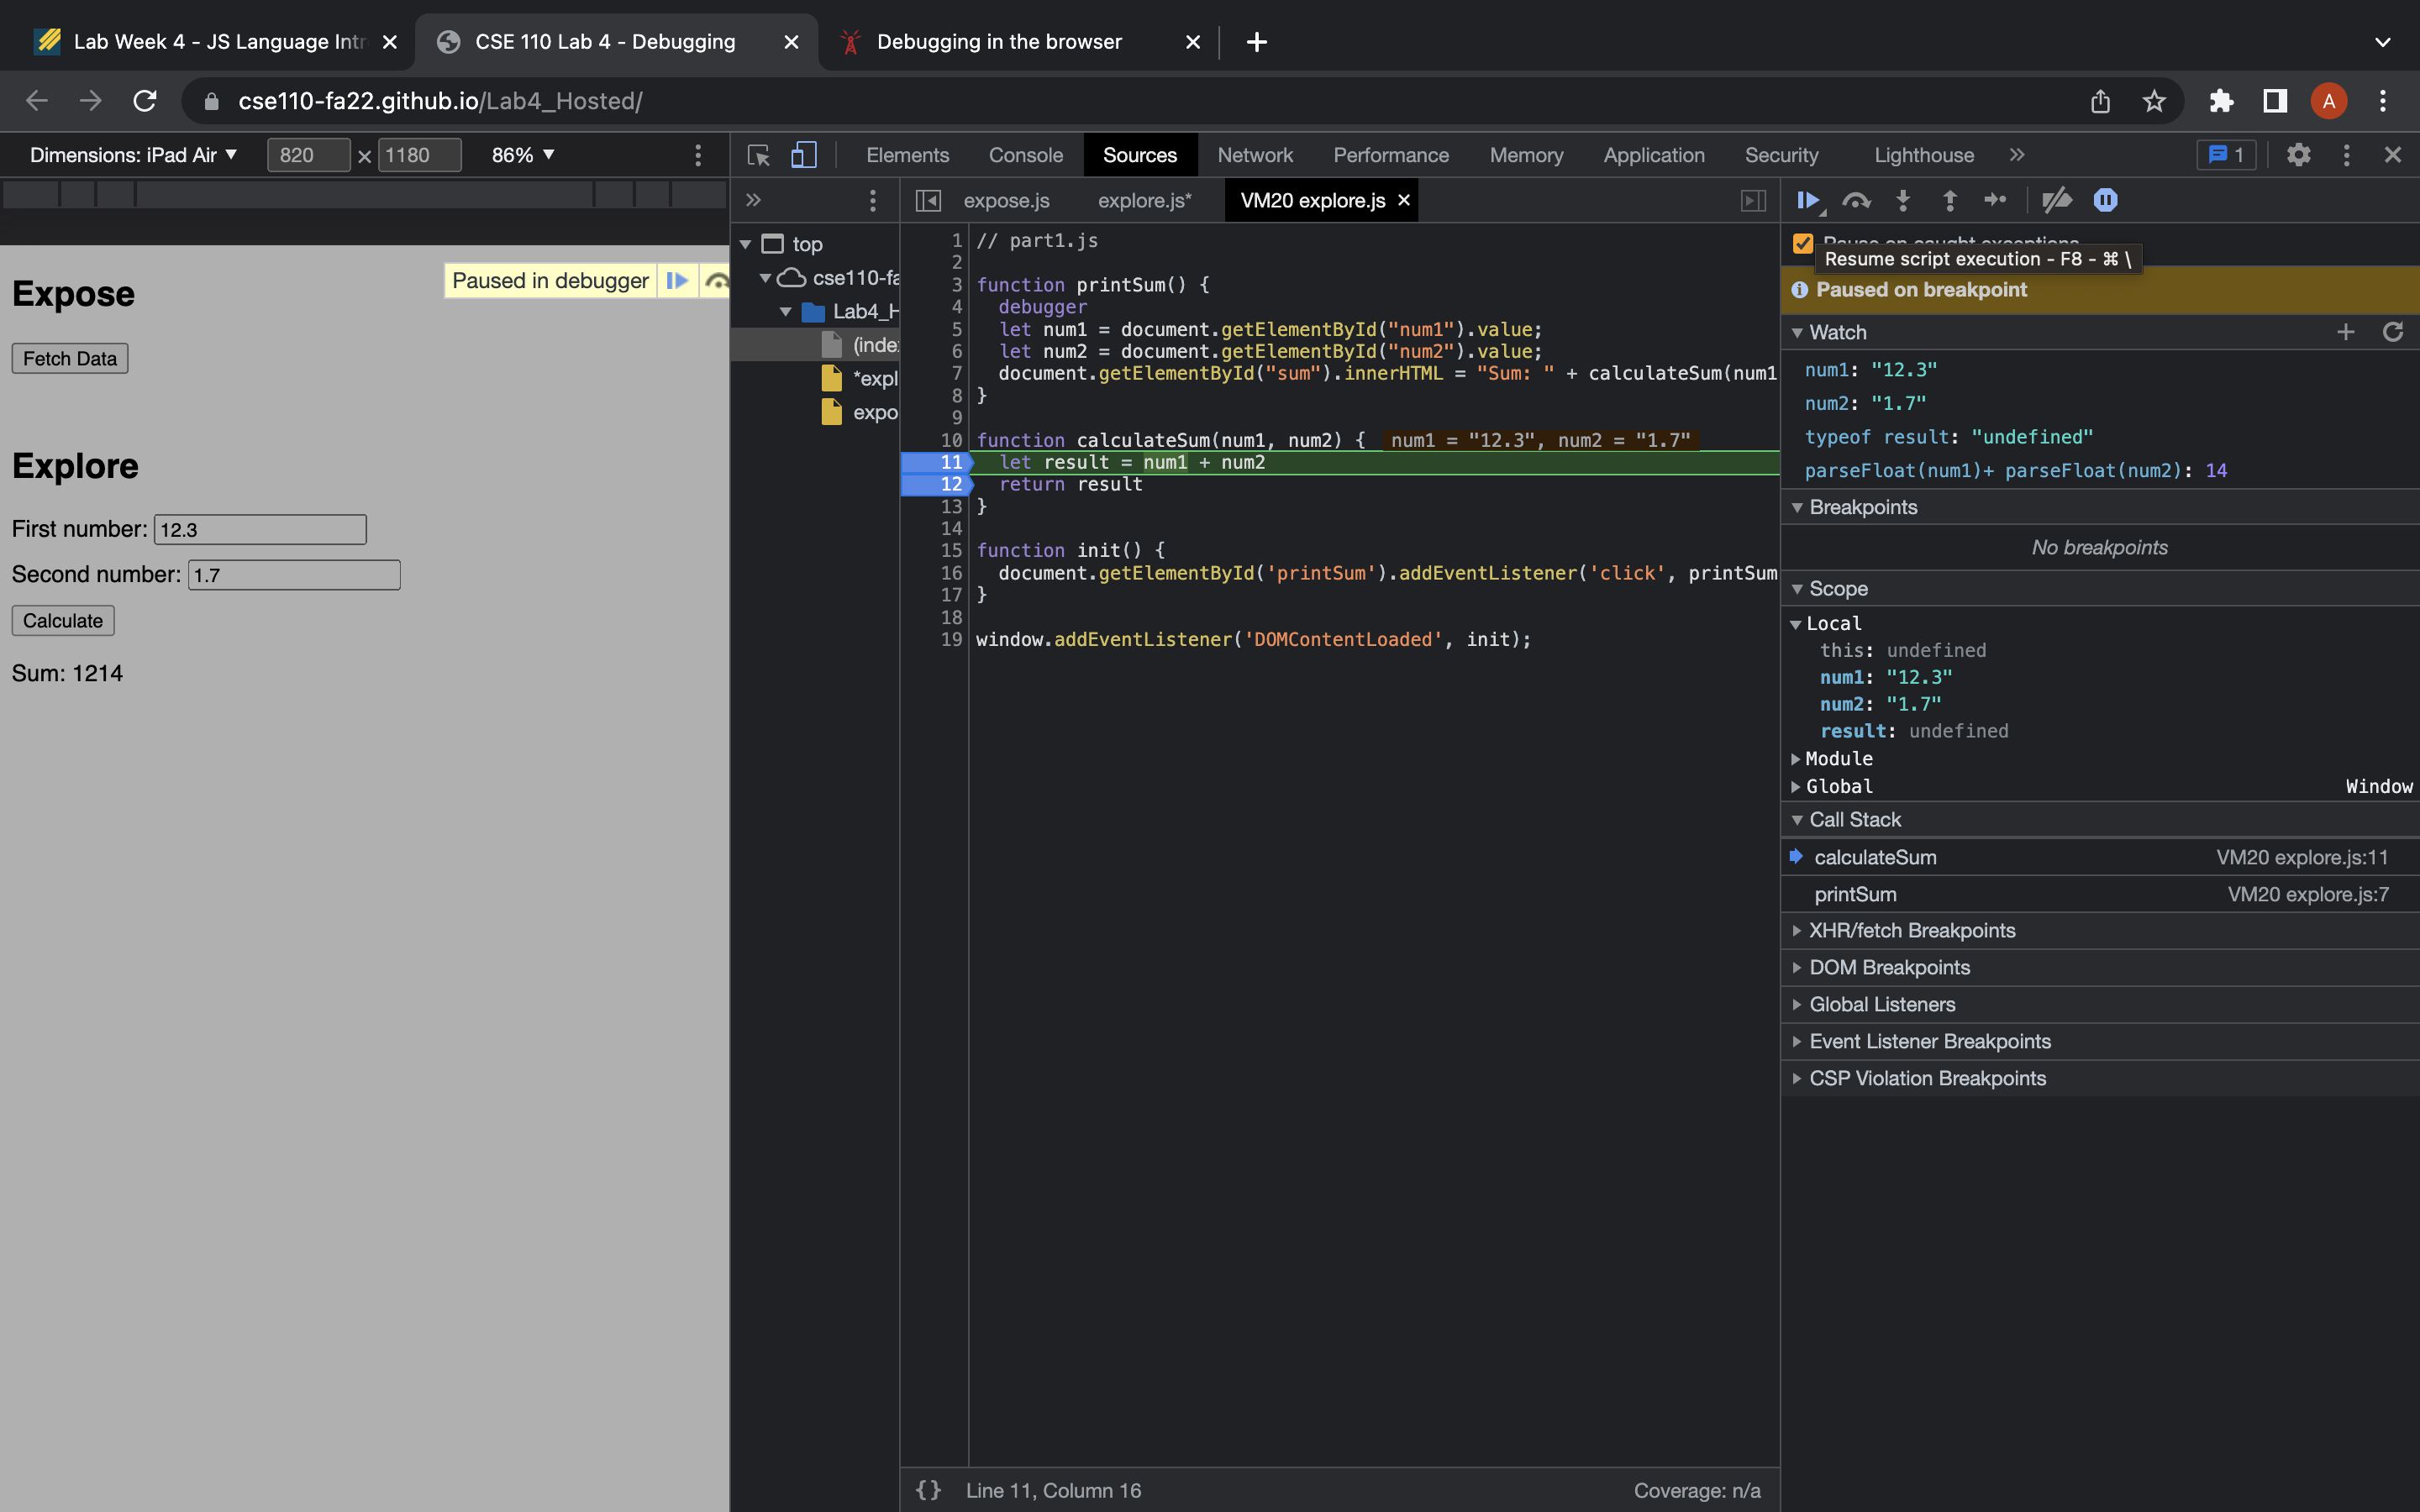 Lab Week 4 - JS Language Intr
CSE 110 Lab 4 - Debugging
Debugging in the browser
cse110-fa22.github.io/Lab4_Hosted/
A
Dimensions: iPad Air
820 × 1180
86%
Elements
Console
Sources
Network
Performance
Memory
Application
Security
Lighthouse
1
Expose
Paused in debugger
Fetch Data
Explore
First number: 12.3
Second number: 1.7
Calculate
Sum: 1214
top
cse110-fa
Lab4_H
(inde
*expl
expo
expose.js
explore.js*
VM20 explore.js
1 // part1.js
2
3 function printSum() {
4 debugger
5 let num1 = document.getElementById("num1").value;
6 let num2 = document.getElementById("num2").value;
7 document.getElementById("sum").innerHTML = "Sum: " + calculateSum(num1
8 }
9
10 function calculateSum(num1, num2) { num1 = "12.3", num2 = "1.7"
11 let result = num1 + num2
12 return result
13 }
14
15 function init() {
16 document.getElementById('printSum').addEventListener('click', printSum
17 }
18
19 window.addEventListener('DOMContentLoaded', init);
{} Line 11, Column 16
Coverage: n/a
Pause on caught exceptions
Resume script execution - F8 - ⌘ \
Paused on breakpoint
Watch
num1: "12.3"
num2: "1.7"
typeof result: "undefined"
parseFloat(num1)+ parseFloat(num2): 14
Breakpoints
No breakpoints
Scope
Local
this: undefined
num1: "12.3"
num2: "1.7"
result: undefined
Module
Global Window
Call Stack
calculateSum VM20 explore.js:11
printSum VM20 explore.js:7
XHR/fetch Breakpoints
DOM Breakpoints
Global Listeners
Event Listener Breakpoints
CSP Violation Breakpoints